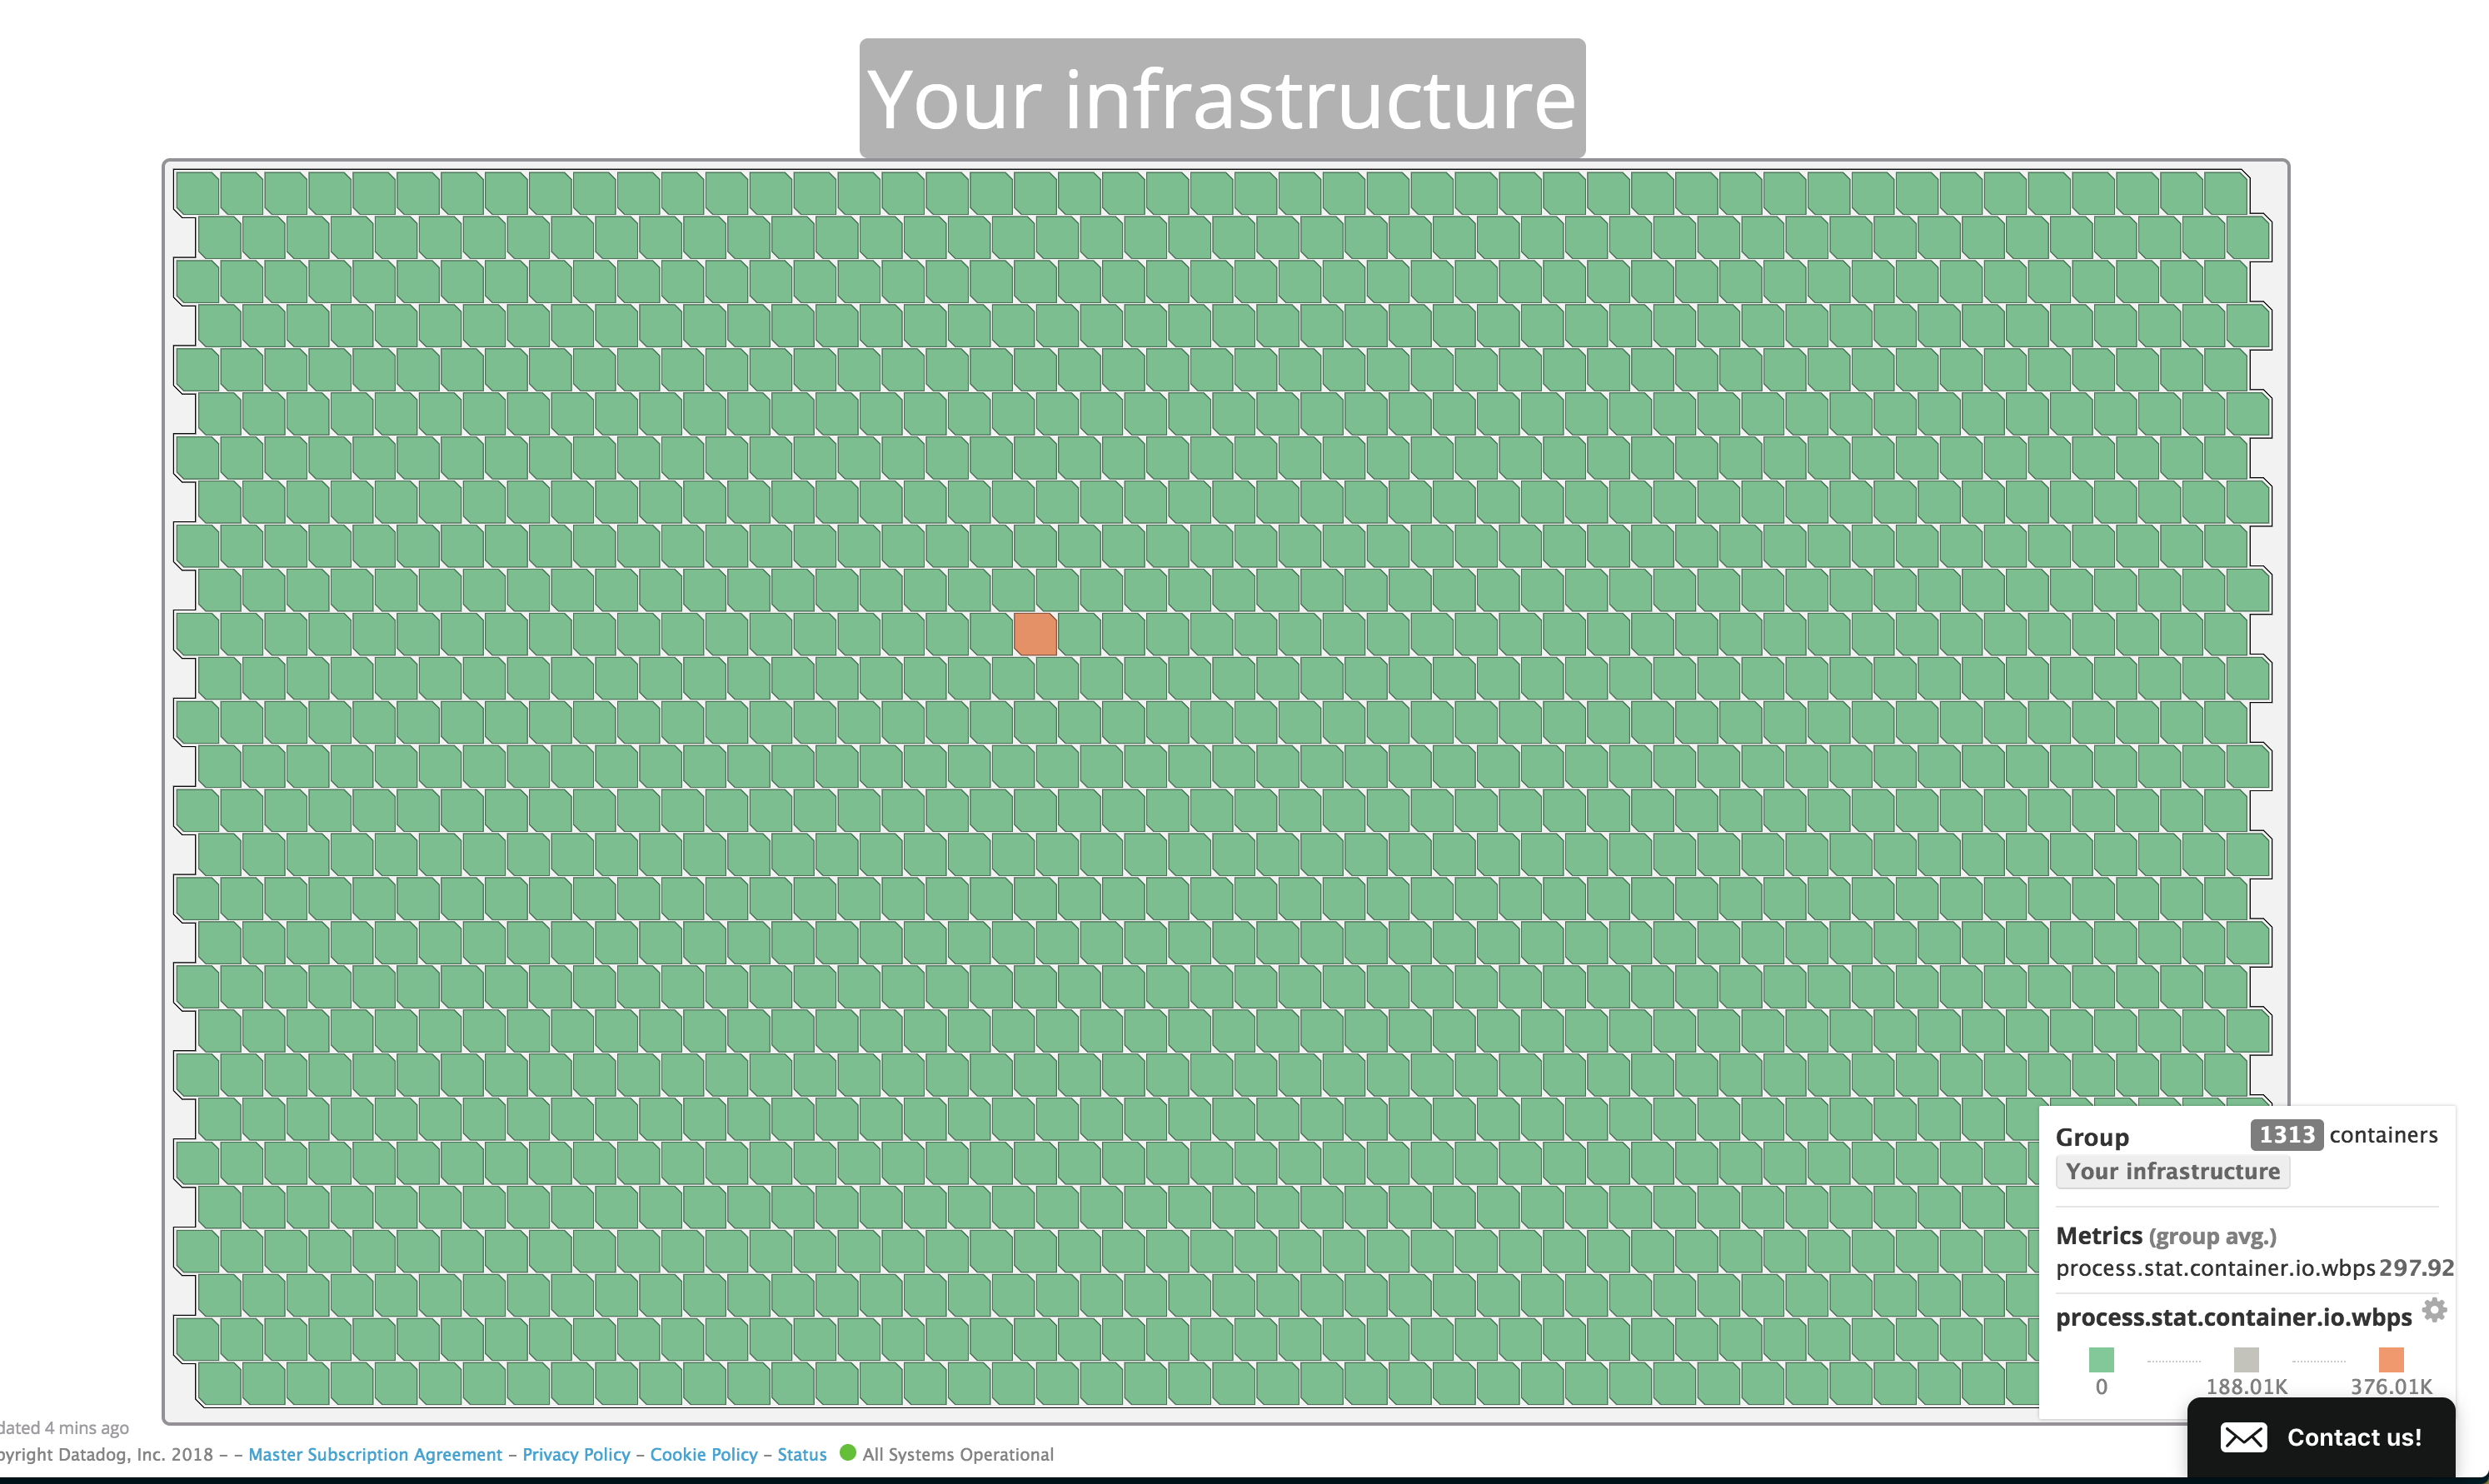 Your infrastructure
Group 1313 containers
Your infrastructure
Metrics (group avg.)
process.stat.container.io.wbps 297.92
process.stat.container.io.wbps
0 188.01K 376.01K
dated 4 mins ago
pyright Datadog, Inc. 2018 – – Master Subscription Agreement – Privacy Policy – Cookie Policy – Status All Systems Operational
Contact us!